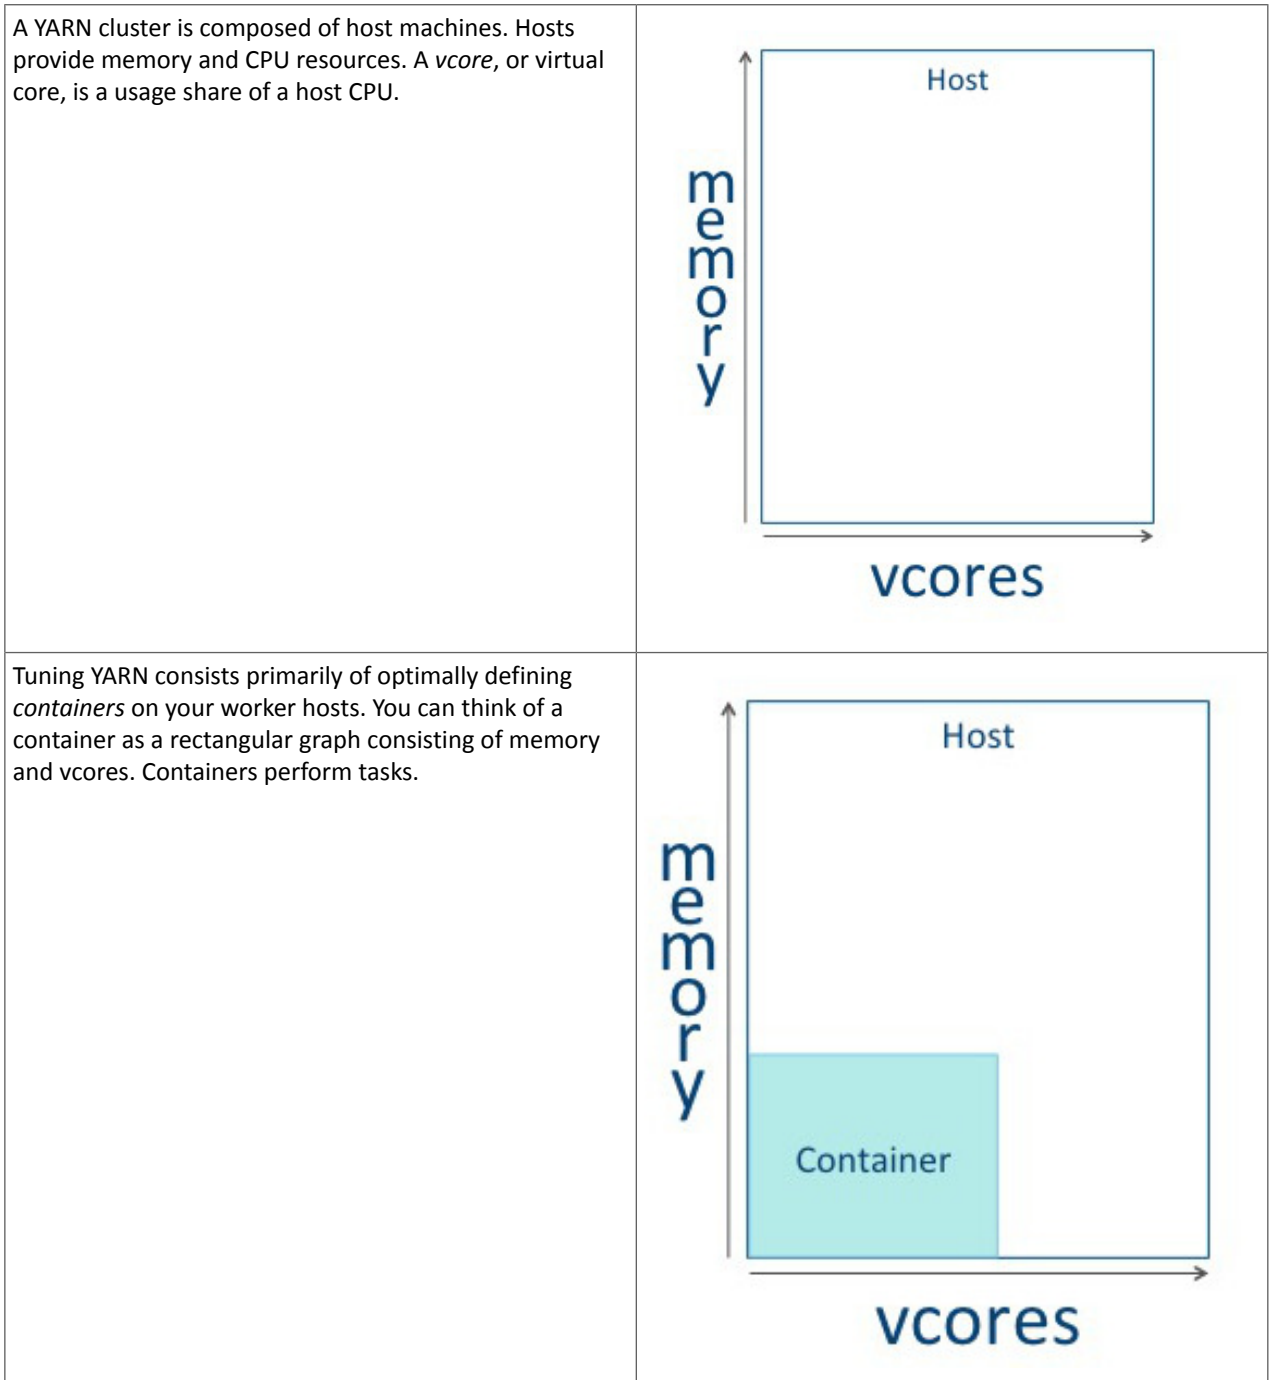 A YARN cluster is composed of host machines. Hosts
provide memory and CPU resources. A vcore, or virtual
core, is a usage share of a host CPU.
Host
memory
vcores
Tuning YARN consists primarily of optimally defining
containers on your worker hosts. You can think of a
container as a rectangular graph consisting of memory
and vcores. Containers perform tasks.
Host
memory
Container
vcores